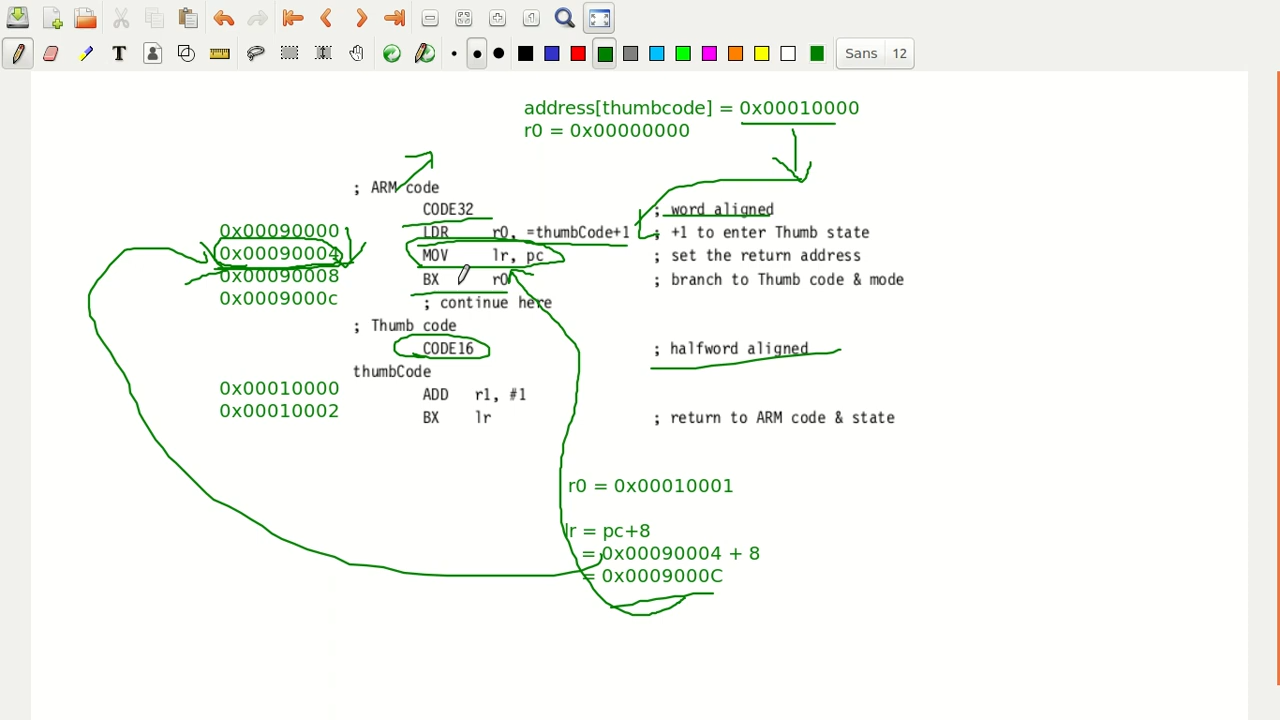 Sans 12
address[thumbcode] = 0x00010000
r0 = 0x00000000
; ARM code
CODE32 ; word aligned
0x00090000 LDR r0, =thumbCode+1 ; +1 to enter Thumb state
0x00090004 MOV lr, pc ; set the return address
0x00090008 BX r0 ; branch to Thumb code & mode
0x0009000c ; continue here
; Thumb code
CODE16 ; halfword aligned
thumbCode
0x00010000 ADD r1, #1
0x00010002 BX lr ; return to ARM code & state
r0 = 0x00010001
lr = pc+8
= 0x00090004 + 8
= 0x0009000C